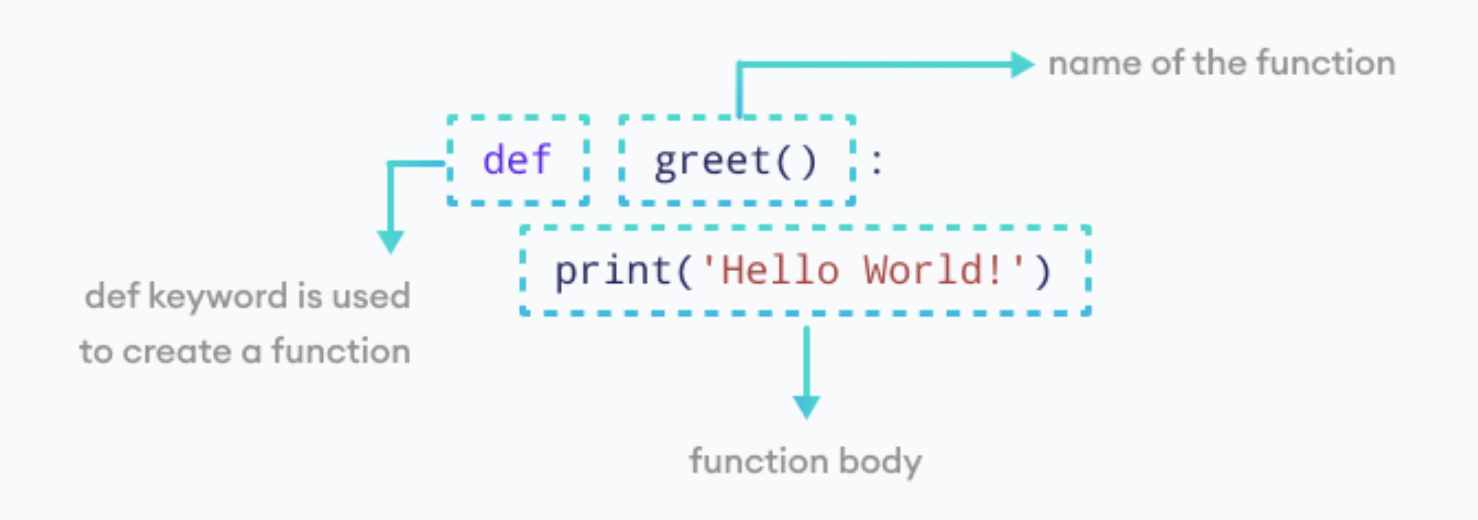 name of the function
def greet() :
print('Hello World!')
def keyword is used
to create a function
function body